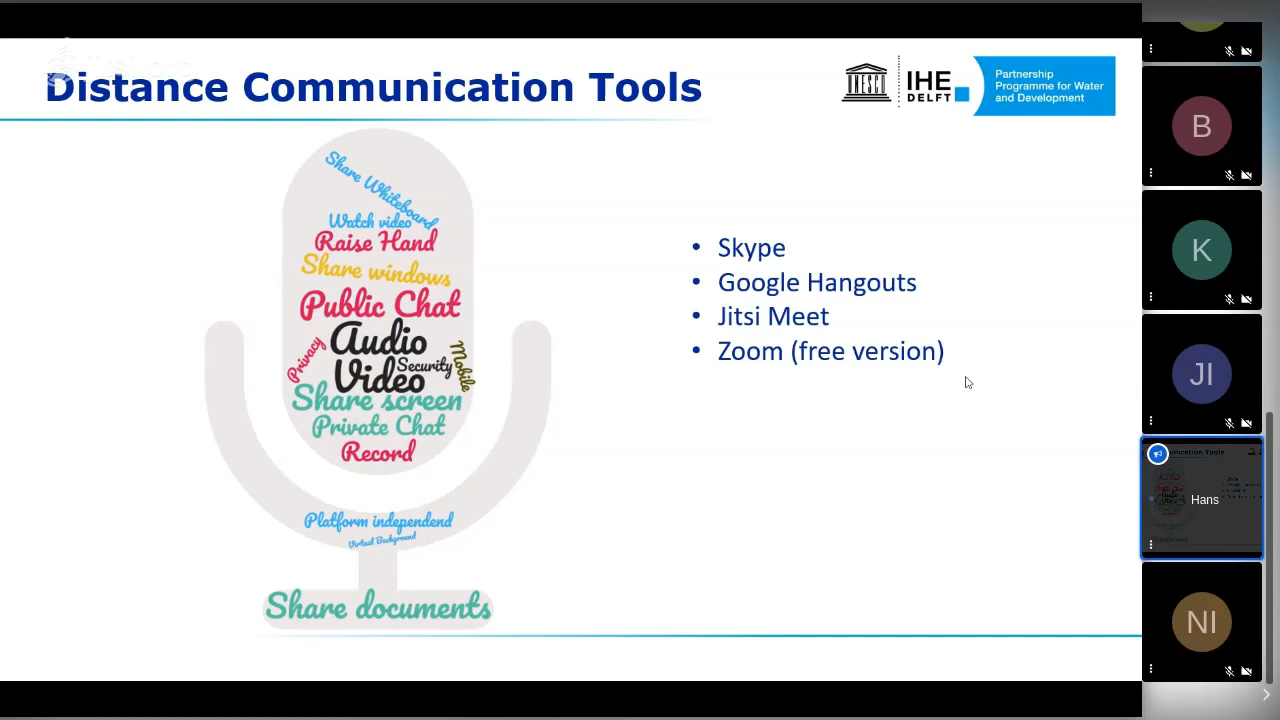 Distance Communication Tools
UNESCO
IHE
DELFT
Partnership
Programme for Water
and Development
Share Whiteboard
Watch video
Raise Hand
Share windows
Public Chat
Audio
Privacy
Video
Security
Mobile
Share screen
Private Chat
Record
Platform independend
Virtual Background
Share documents
• Skype
• Google Hangouts
• Jitsi Meet
• Zoom (free version)
B
K
JI
Hans
NI